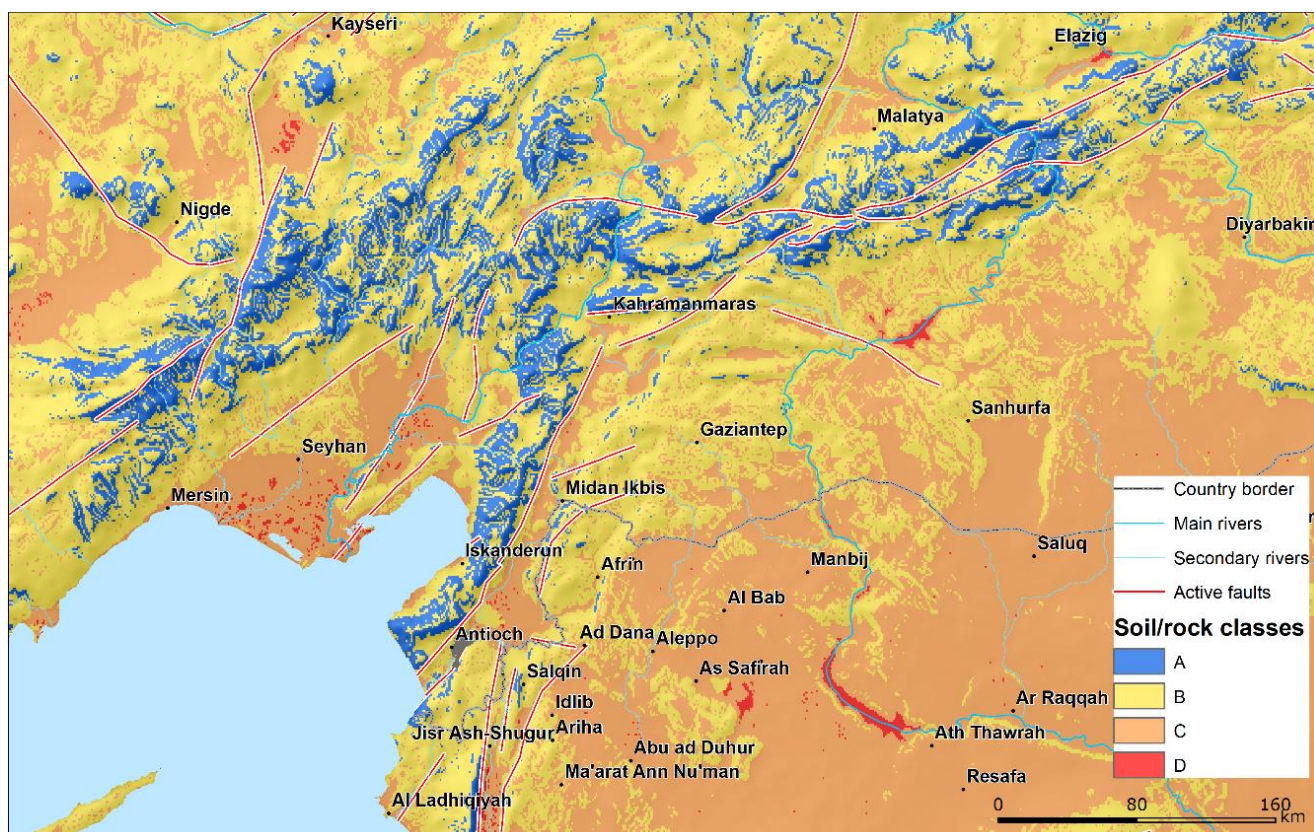 Kayseri
Elazig
Malatya
Nigde
Diyarbakir
Kahramanmaras
Sanhurfa
Gaziantep
Seyhan
Mersin
Midan Ikbis
Iskanderun
Afrin
Manbij
Saluq
Al Bab
Antioch
Ad Dana
Aleppo
Salqin
As Safirah
Idlib
Ar Raqqah
Jisr Ash-Shugur
Ariha
Abu ad Duhur
Ath Thawrah
Ma'arat Ann Nu'man
Resafa
Al Ladhiqiyah
Country border
Main rivers
Secondary rivers
Active faults
Soil/rock classes
A
B
C
D
0 80 160
km